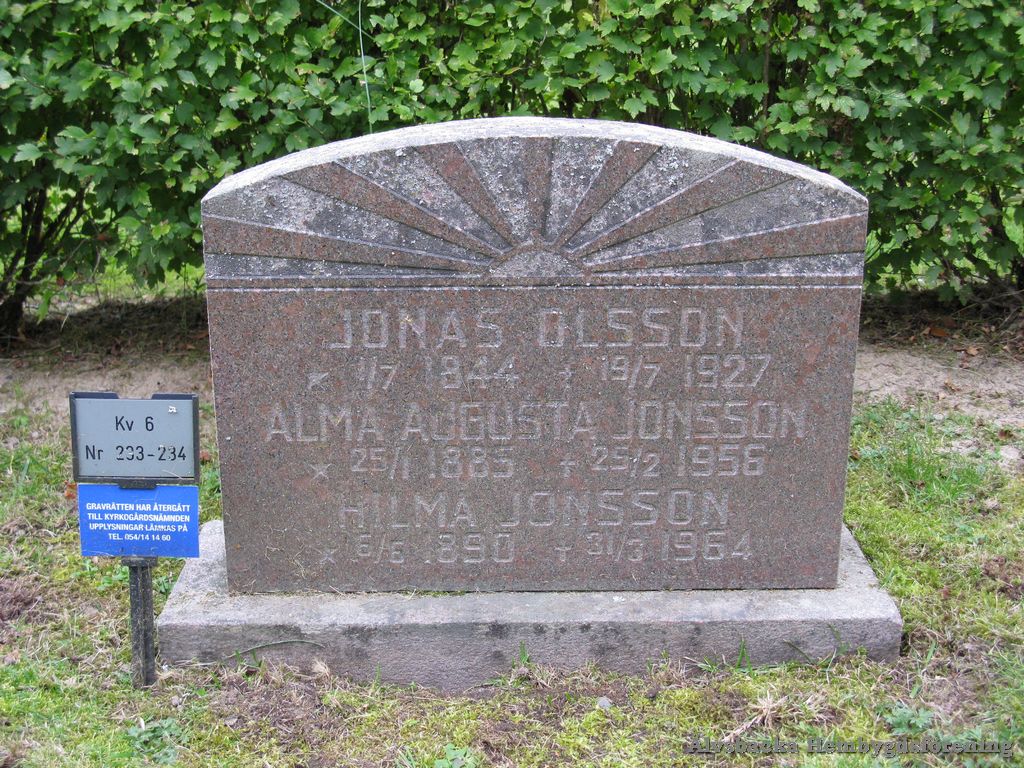 JONAS OLSSON
* 1/7 1844 + 19/7 1927
ALMA AUGUSTA JONSSON
* 25/1 1885 + 25/2 1956
HILMA JONSSON
1890 + 31/3 1964
Kv 6
Nr 233-234
GRAVRÄTTEN HAR ÅTERGÅTT
TILL KYRKOGÅRDSNÄMNDEN
UPPLYSNINGAR LÄMNAS PÅ
TEL. 054/14 14 60
Alvsbacka Hembygdsförening